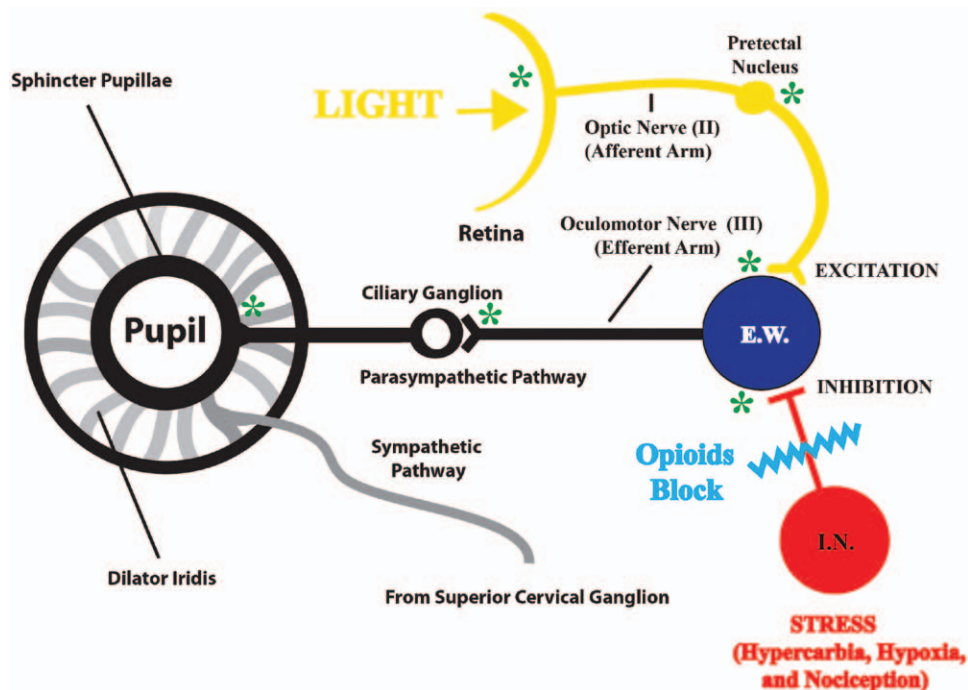 Sphincter Pupillae
LIGHT
Pretectal
Nucleus
Optic Nerve (II)
(Afferent Arm)
Retina
Oculomotor Nerve (III)
(Efferent Arm)
EXCITATION
Ciliary Ganglion
Pupil
E.W.
Parasympathetic Pathway
INHIBITION
Sympathetic
Pathway
Opioids
Block
I.N.
Dilator Iridis
From Superior Cervical Ganglion
STRESS
(Hypercarbia, Hypoxia,
and Nociception)